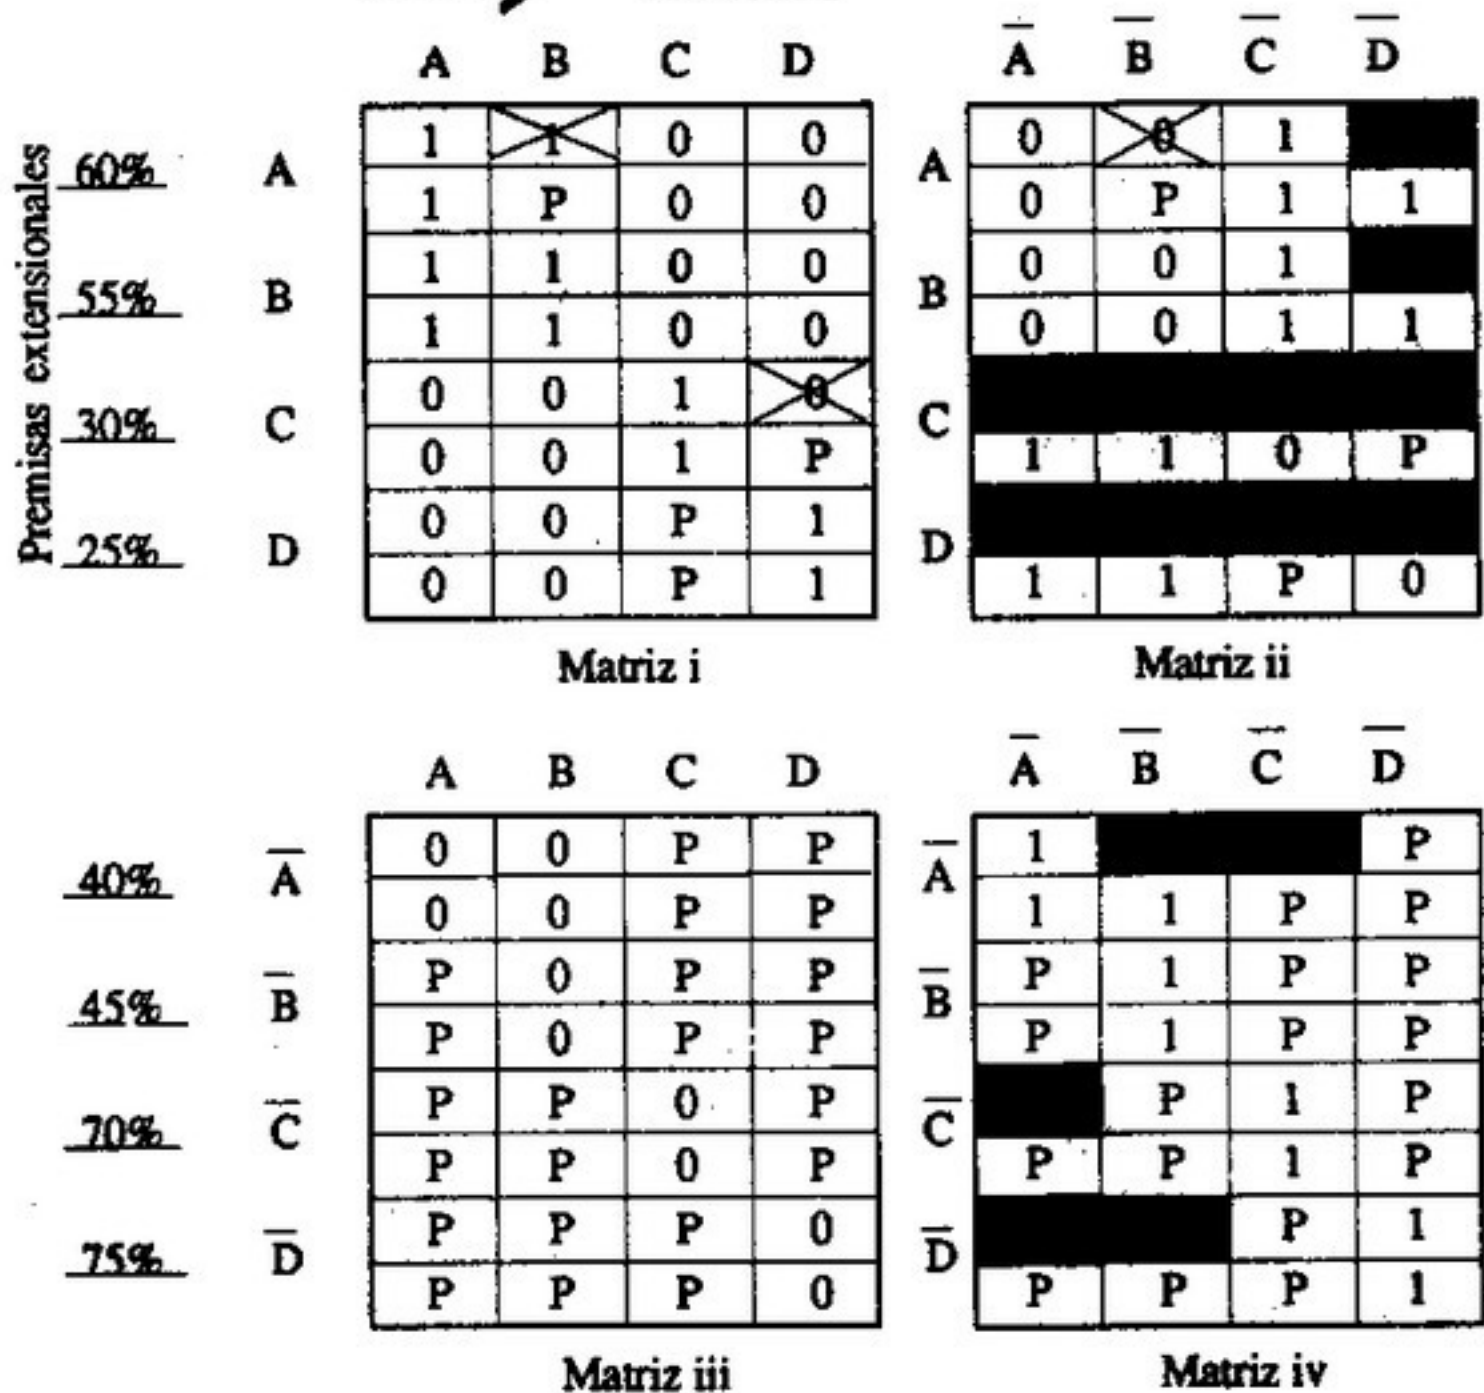 A B C D A̅ B̅ C̅ D̅
Premisas extensionales
60% A 1 1 0 0 A 0 0 1
1 P 0 0 0 P 1 1
55% B 1 1 0 0 B 0 0 1
1 1 0 0 0 0 1 1
30% C 0 0 1 0 C
0 0 1 P 1 1 0 P
25% D 0 0 P 1 D
0 0 P 1 1 1 P 0
Matriz i Matriz ii
A B C D A̅ B̅ C̅ D̅
40% A̅ 0 0 P P A̅ 1 P
0 0 P P 1 1 P P
45% B̅ P 0 P P B̅ P 1 P P
P 0 P P P 1 P P
70% C̅ P P 0 P C̅ P 1 P
P P 0 P P P 1 P
75% D̅ P P P 0 D̅ P 1
P P P 0 P P P 1
Matriz iii Matriz iv